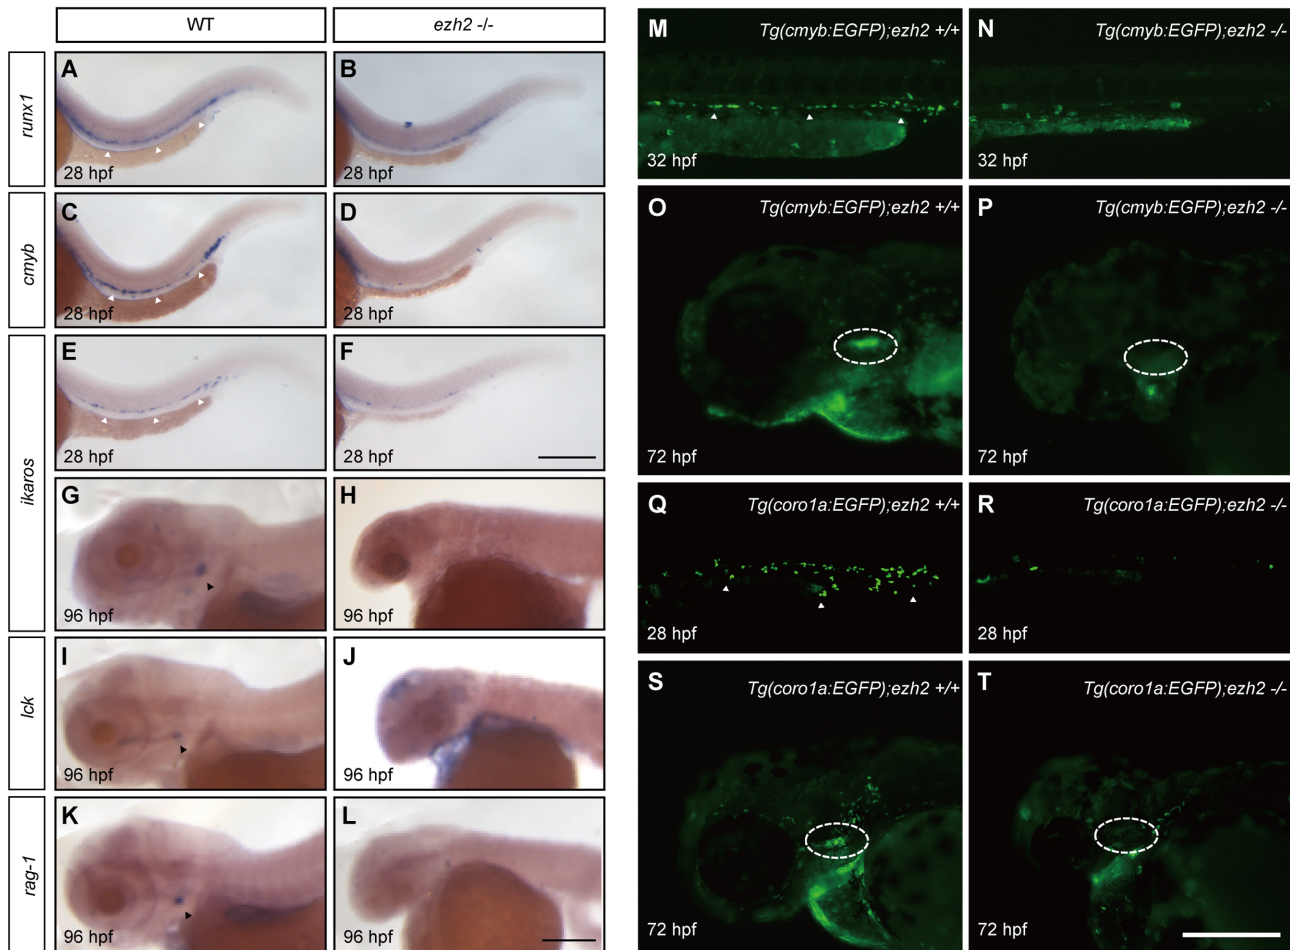 WT
ezh2 -/-
runx1
A
28 hpf
B
28 hpf
cmyb
C
28 hpf
D
28 hpf
ikaros
E
28 hpf
F
28 hpf
G
96 hpf
H
96 hpf
lck
I
96 hpf
J
96 hpf
rag-1
K
96 hpf
L
96 hpf
M
Tg(cmyb:EGFP);ezh2 +/+
32 hpf
N
Tg(cmyb:EGFP);ezh2 -/-
32 hpf
O
Tg(cmyb:EGFP);ezh2 +/+
72 hpf
P
Tg(cmyb:EGFP);ezh2 -/-
72 hpf
Q
Tg(coro1a:EGFP);ezh2 +/+
28 hpf
R
Tg(coro1a:EGFP);ezh2 -/-
28 hpf
S
Tg(coro1a:EGFP);ezh2 +/+
72 hpf
T
Tg(coro1a:EGFP);ezh2 -/-
72 hpf